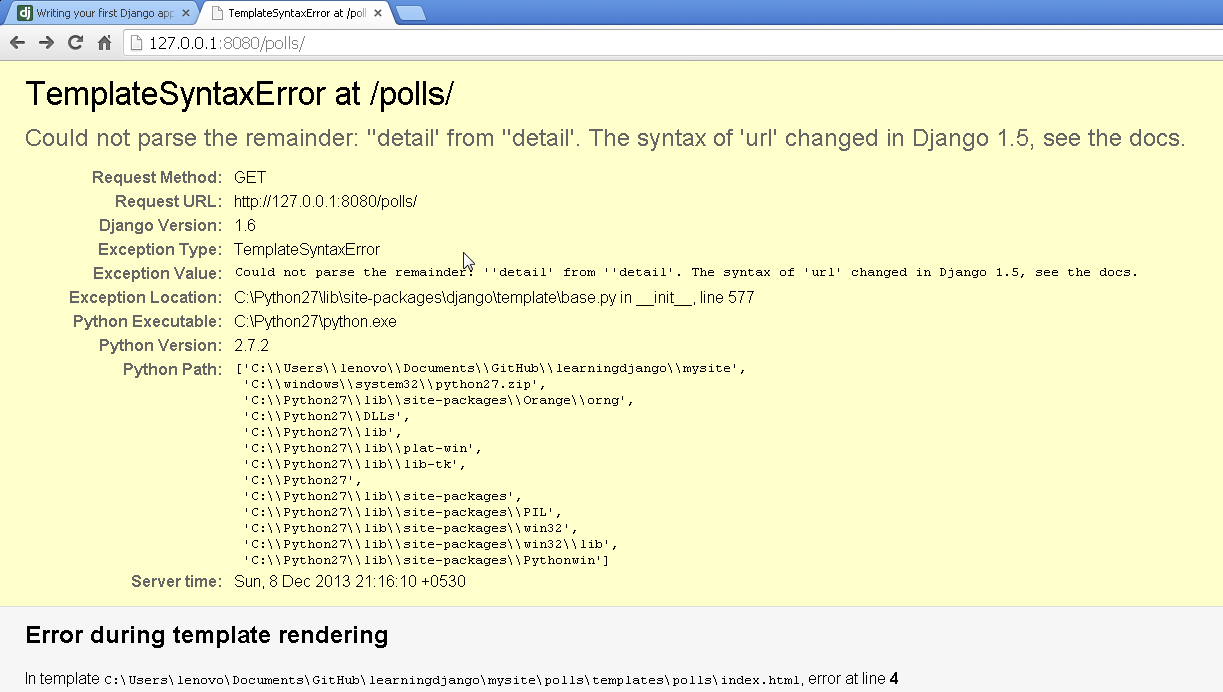 dj Writing your first Django app
TemplateSyntaxError at /poll
127.0.0.1:8080/polls/
TemplateSyntaxError at /polls/
Could not parse the remainder: ''detail' from ''detail'. The syntax of 'url' changed in Django 1.5, see the docs.
Request Method: GET
Request URL: http://127.0.0.1:8080/polls/
Django Version: 1.6
Exception Type: TemplateSyntaxError
Exception Value: Could not parse the remainder: ''detail' from ''detail'. The syntax of 'url' changed in Django 1.5, see the docs.
Exception Location: C:\Python27\lib\site-packages\django\template\base.py in __init__, line 577
Python Executable: C:\Python27\python.exe
Python Version: 2.7.2
Python Path: ['C:\\Users\\lenovo\\Documents\\GitHub\\learningdjango\\mysite',
'C:\\windows\\system32\\python27.zip',
'C:\\Python27\\lib\\site-packages\\Orange\\orng',
'C:\\Python27\\DLLs',
'C:\\Python27\\lib',
'C:\\Python27\\lib\\plat-win',
'C:\\Python27\\lib\\lib-tk',
'C:\\Python27',
'C:\\Python27\\lib\\site-packages',
'C:\\Python27\\lib\\site-packages\\PIL',
'C:\\Python27\\lib\\site-packages\\win32',
'C:\\Python27\\lib\\site-packages\\win32\\lib',
'C:\\Python27\\lib\\site-packages\\Pythonwin']
Server time: Sun, 8 Dec 2013 21:16:10 +0530
Error during template rendering
In template C:\Users\lenovo\Documents\GitHub\learningdjango\mysite\polls\templates\polls\index.html, error at line 4